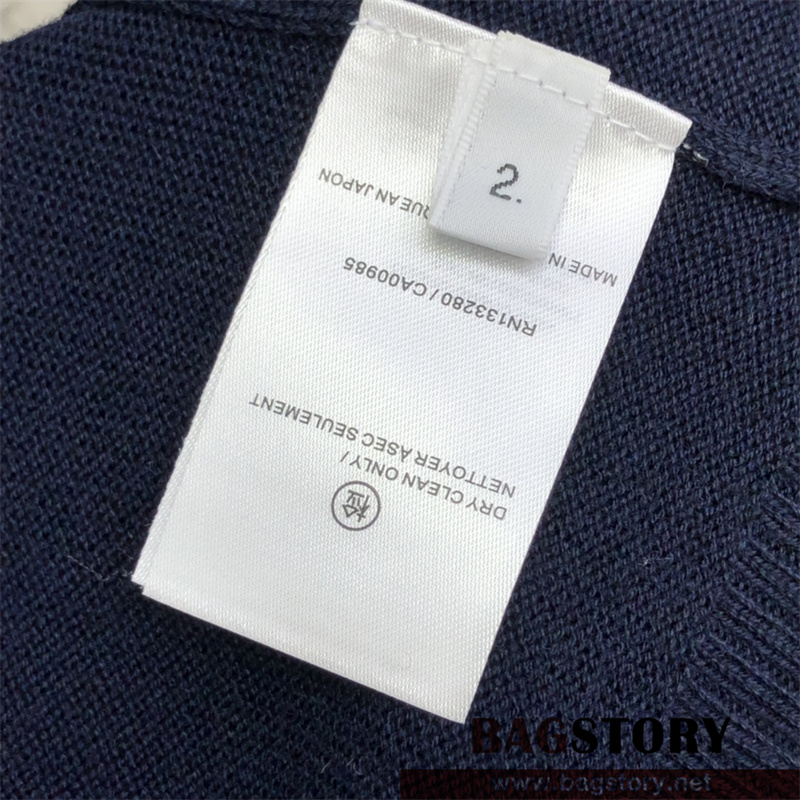 2.
MADE IN
QUE AN JAPON
RN133280 / CA00985
DRY CLEAN ONLY /
NETTOYER ASEC SEULEMENT
BAGSTORY
www.bagstory.net